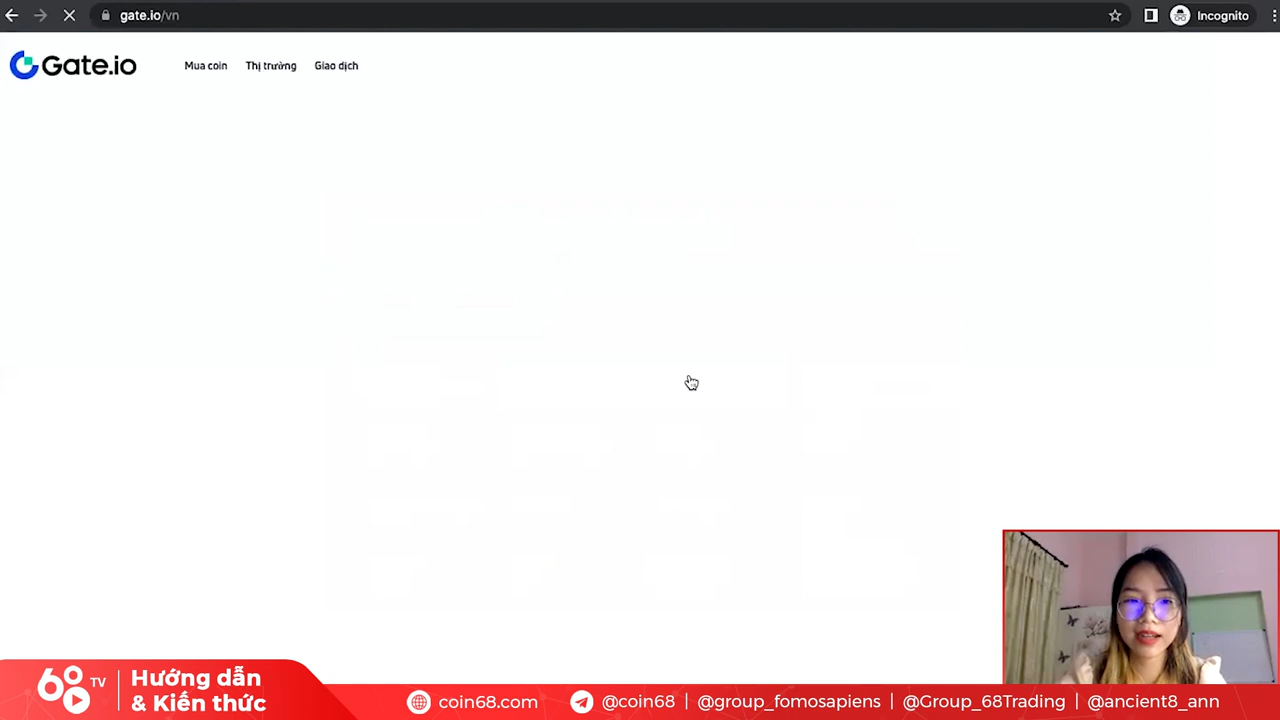 gate.io/vn
Incognito
Gate.io
Mua coin
Thị trường
Giao dịch
68 TV
Hướng dẫn
& Kiến thức
coin68.com
@coin68 | @group_fomosapiens | @Group_68Trading | @ancient8_ann